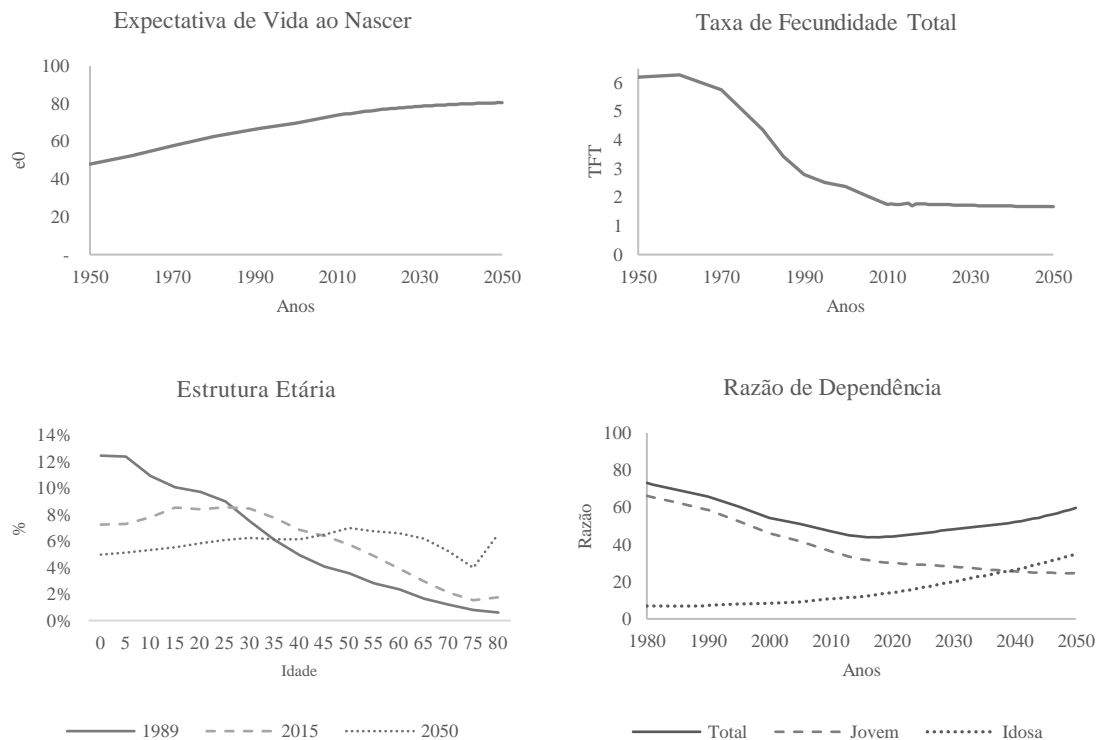 Expectativa de Vida ao Nascer
100
80
60
40
20
-
e0
1950 1970 1990 2010 2030 2050
Anos
Taxa de Fecundidade Total
6
5
4
3
2
1
0
TFT
1950 1970 1990 2010 2030 2050
Anos
Estrutura Etária
14%
12%
10%
8%
6%
4%
2%
0%
%
0 5 10 15 20 25 30 35 40 45 50 55 60 65 70 75 80
Idade
1989 2015 2050
Razão de Dependência
100
80
60
40
20
0
Razão
1980 1990 2000 2010 2020 2030 2040 2050
Anos
Total Jovem Idosa